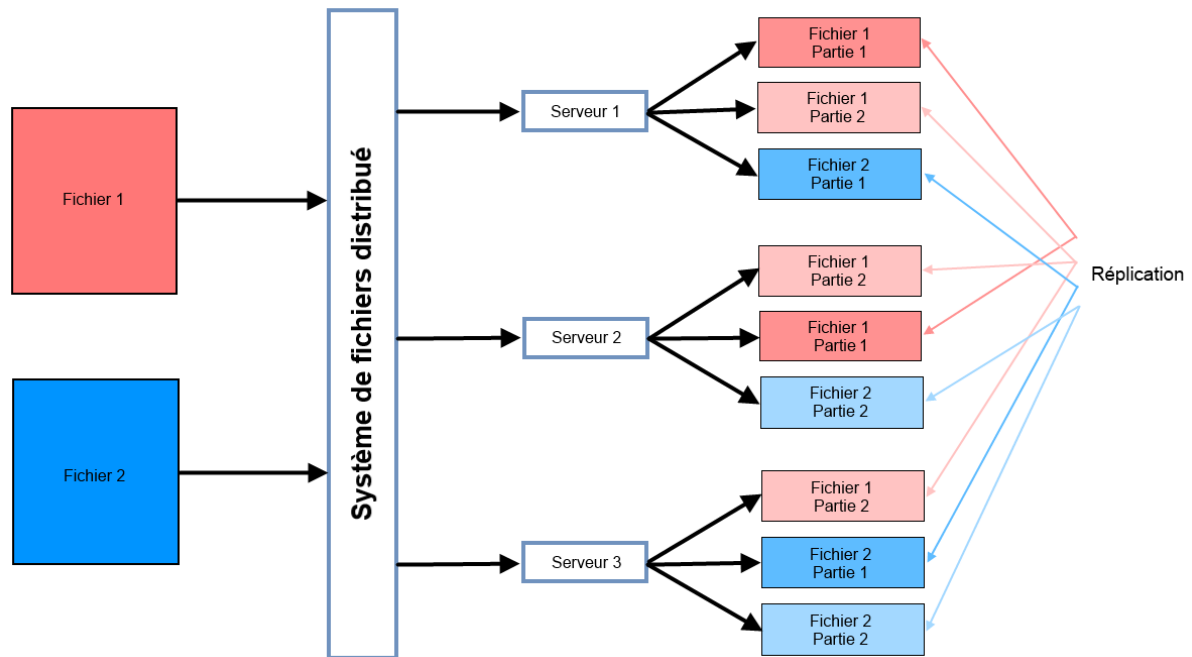 Fichier 1
Fichier 2
Système de fichiers distribué
Serveur 1
Fichier 1
Partie 1
Fichier 1
Partie 2
Fichier 2
Partie 1
Serveur 2
Fichier 1
Partie 2
Fichier 1
Partie 1
Fichier 2
Partie 2
Serveur 3
Fichier 1
Partie 2
Fichier 2
Partie 1
Fichier 2
Partie 2
Réplication